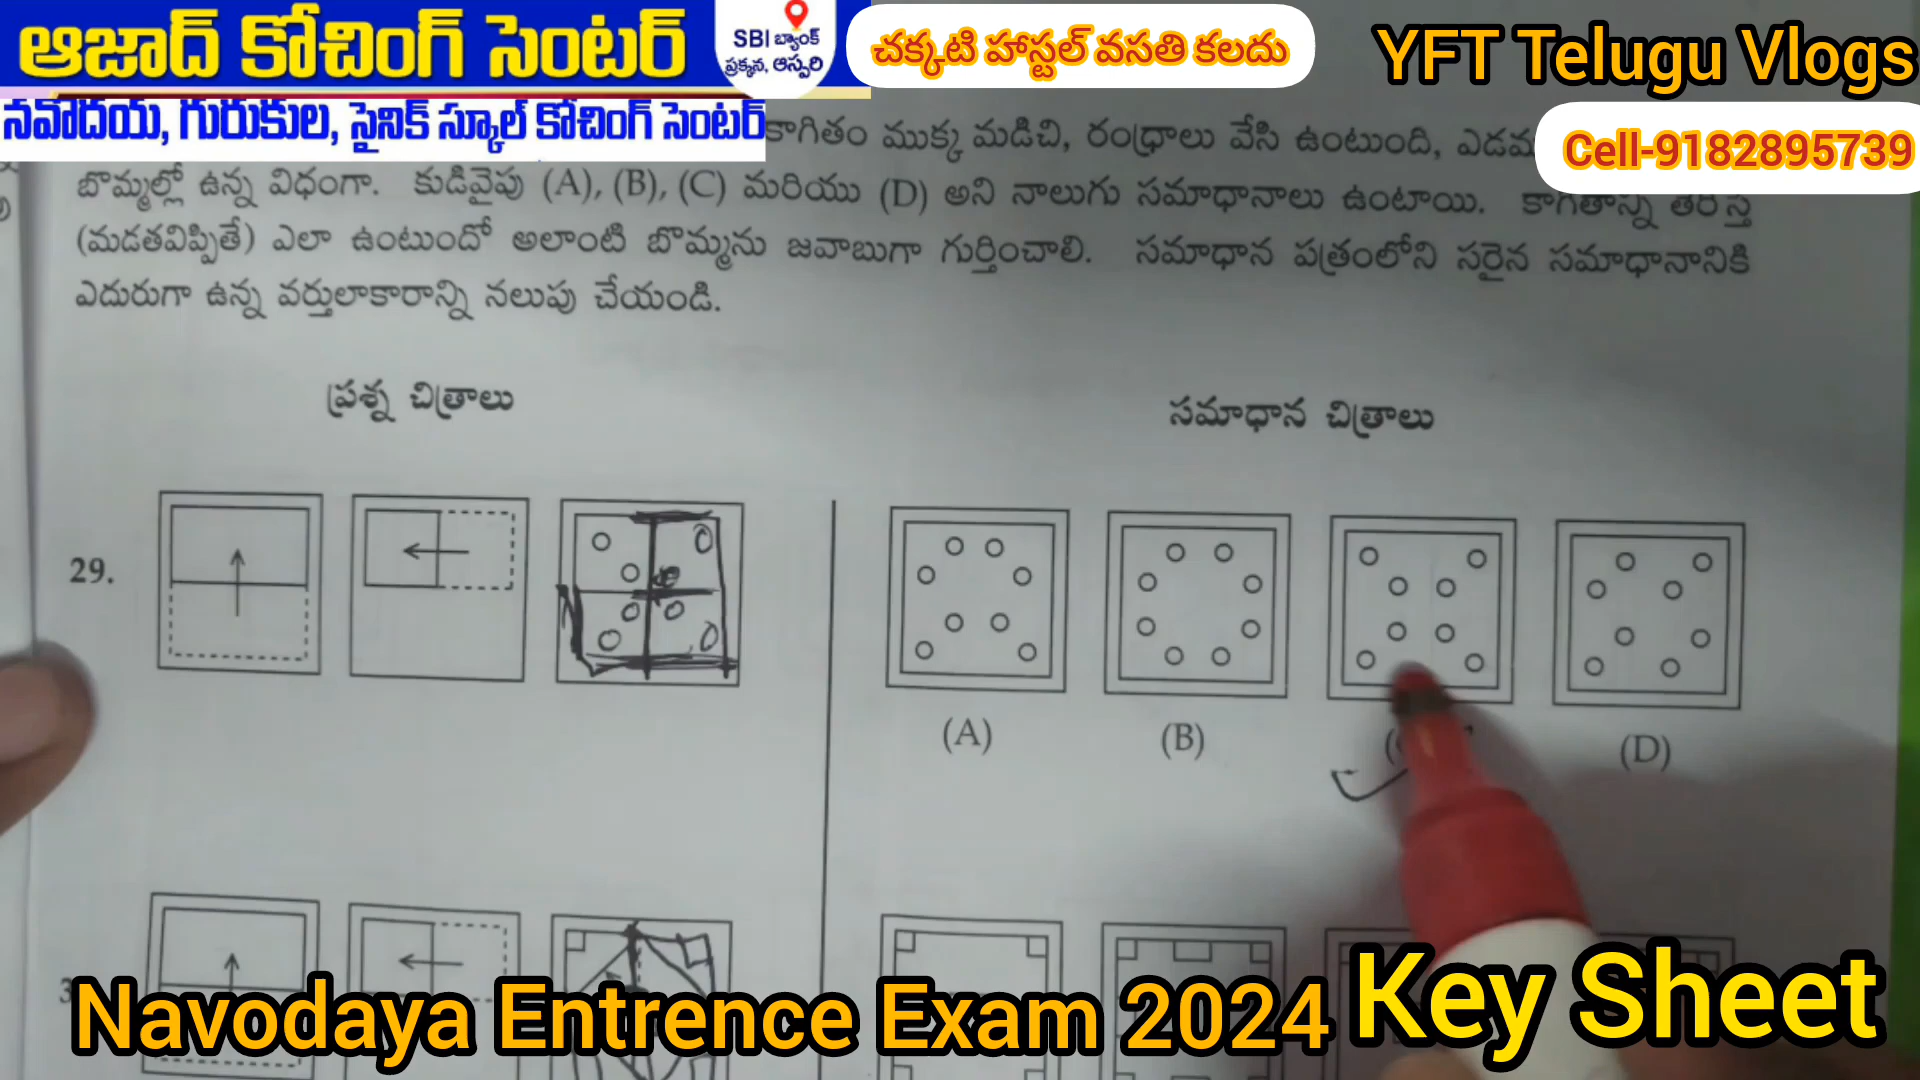 ఆజాద్ కోచింగ్ సెంటర్
SBI బ్యాంక్
ప్రక్కన, ఆస్పరి
చక్కటి హాస్టల్ వసతి కలదు
YFT Telugu Vlogs
నవోదయ, గురుకుల, సైనిక్ స్కూల్ కోచింగ్ సెంటర్
Cell-9182895739
కాగితం ముక్క మడిచి, రంధ్రాలు వేసి ఉంటుంది,
బొమ్మల్లో ఉన్న విధంగా. కుడివైపు (A), (B), (C) మరియు (D) అని నాలుగు సమాధానాలు ఉంటాయి.
(మడతవిప్పితే) ఎలా ఉంటుందో అలాంటి బొమ్మను జవాబుగా గుర్తించాలి. సమాధాన పత్రంలోని సరైన సమాధానానికి
ఎదురుగా ఉన్న వర్తులాకారాన్ని నలుపు చేయండి.
ప్రశ్న చిత్రాలు
సమాధాన చిత్రాలు
29.
(A)
(B)
(D)
Navodaya Entrence Exam 2024
Key Sheet